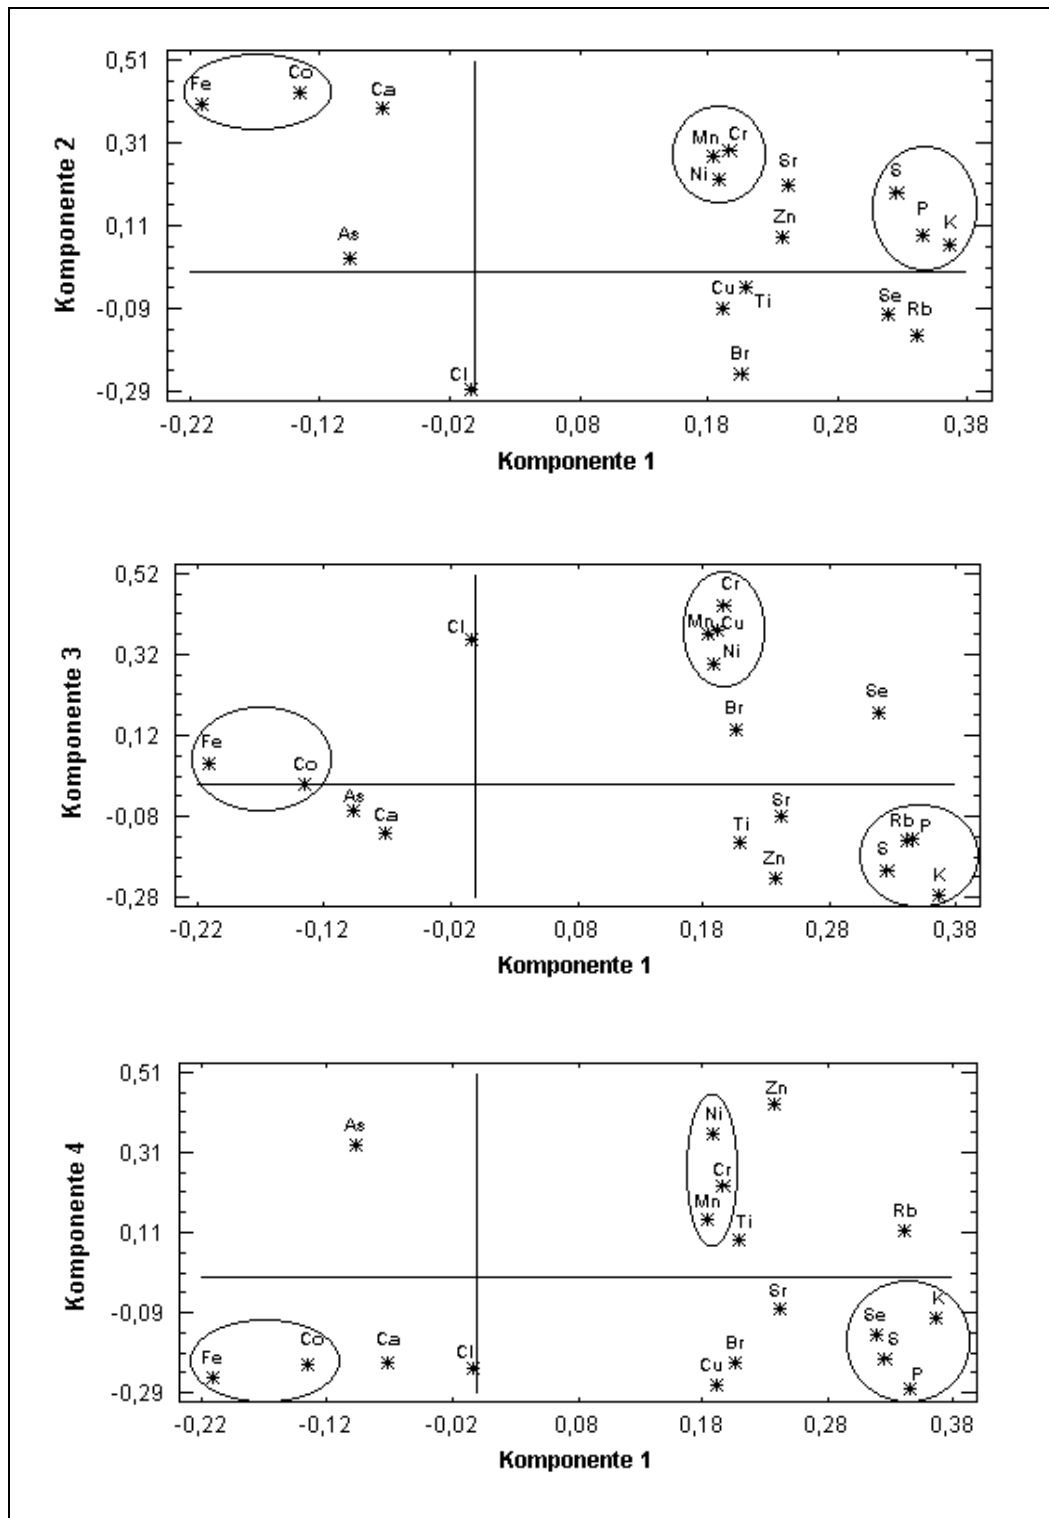 0,51
Fe
Co
Ca
0,31
Mn
Cr
Ni
Sr
S
0,11
As
Zn
P
K
-0,09
Cu
Ti
Se
Rb
Cl
Br
-0,29
-0,22 -0,12 -0,02 0,08 0,18 0,28 0,38
Komponente 2
Komponente 1
0,52
Cr
Cl
Mn
Cu
0,32
Ni
Se
Br
0,12
Fe
Co
As
Ca
-0,08
Sr
Ti
Rb
P
Zn
S
K
-0,28
-0,22 -0,12 -0,02 0,08 0,18 0,28 0,38
Komponente 3
Komponente 1
0,51
Zn
As
Ni
0,31
Cr
Mn
Ti
Rb
0,11
Sr
K
-0,09
Se
Fe
Co
Ca
Cl
Br
S
Cu
P
-0,29
-0,22 -0,12 -0,02 0,08 0,18 0,28 0,38
Komponente 4
Komponente 1